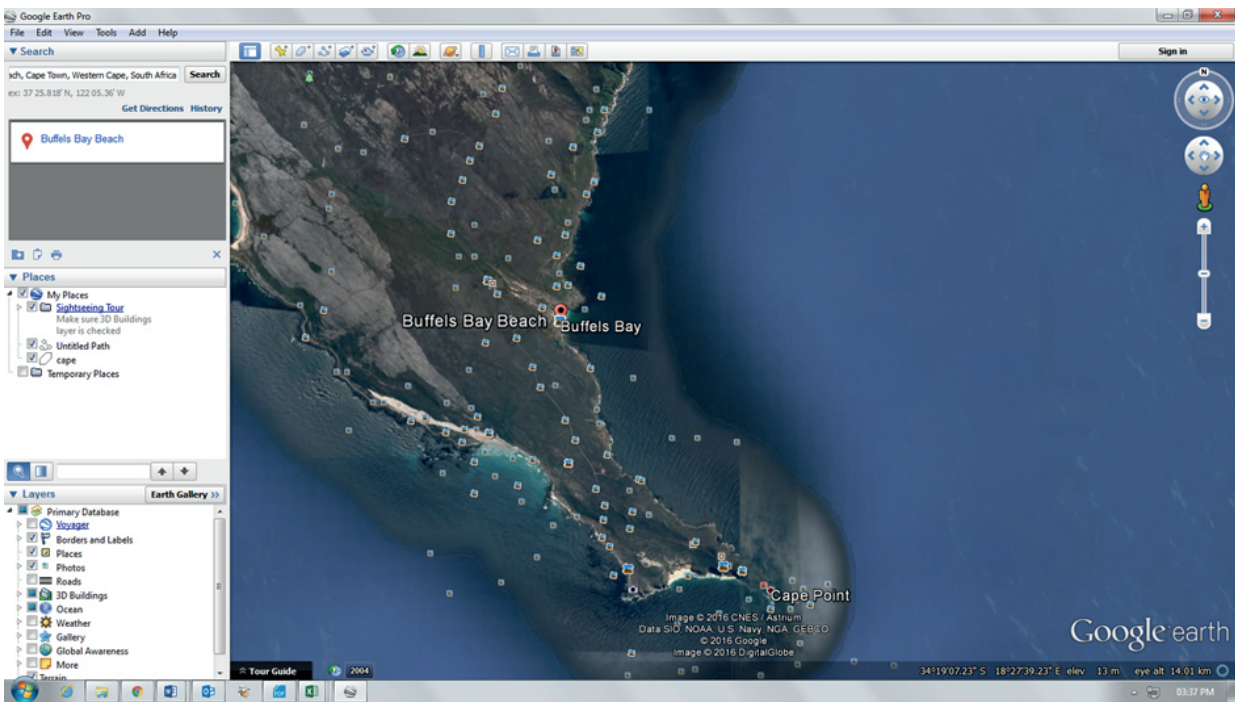 Google Earth Pro
File Edit View Tools Add Help
Search
Sign in
ach, Cape Town, Western Cape, South Africa Search
ex: 37 25.818' N, 122 05.36' W
Get Directions History
Buffels Bay Beach
Places
My Places
Sightseeing Tour
Make sure 3D Buildings
layer is checked
Untitled Path
cape
Temporary Places
Layers Earth Gallery >>
Primary Database
Voyager
Borders and Labels
Places
Photos
Roads
3D Buildings
Ocean
Weather
Gallery
Global Awareness
More
Terrain
N
Buffels Bay Beach
Buffels Bay
Cape Point
Image © 2016 CNES / Astrium
Data SIO, NOAA, U.S. Navy, NGA, GEBCO
© 2016 Google
Image © 2016 DigitalGlobe
Google earth
Tour Guide 2004
34°19'07.23" S 18°27'39.23" E elev 13 m eye alt 14.01 km
03:37 PM